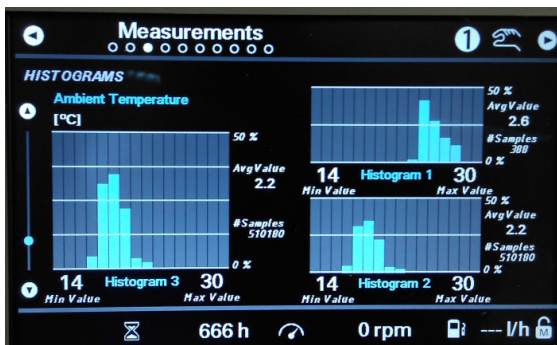 Measurements
1
HISTOGRAMS
Ambient Temperature
[ºC]
50 %
AvgValue
2.2
#Samples
510180
0 %
14 Histogram 3 30
Min Value Max Value
50 %
AvgValue
2.6
#Samples
388
0 %
14 Histogram 1 30
Min Value Max Value
50 %
AvgValue
2.2
#Samples
510180
0 %
14 Histogram 2 30
Min Value Max Value
666 h 0 rpm --- l/h M